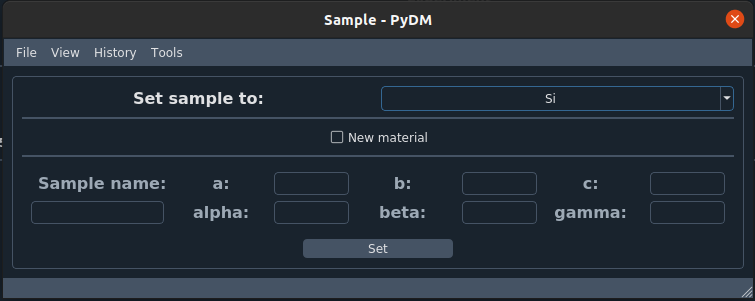 Sample - PyDM
File View History Tools
Set sample to: Si
New material
Sample name: a: b: c:
alpha: beta: gamma:
Set